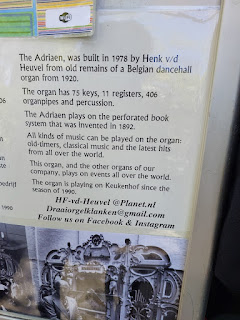 The Adriaen, was built in 1978 by Henk v/d
Heuvel from old remains of a Belgian dancehall
organ from 1920.
The organ has 75 keys, 11 registers, 406
organpipes and percussion.
The Adriaen plays on the perforated book
system that was invented in 1892.
All kinds of music can be played on the organ:
old-timers, classical music and the latest hits
from all over the world.
This organ, and the other organs of our
company, plays on events all over the world.
The organ is playing on Keukenhof since the
season of 1990.
HF-vd-Heuvel @Planet.nl
Draaiorgelklanken@gmail.com
Follow us on Facebook & Instagram
06
bedrijf
1990